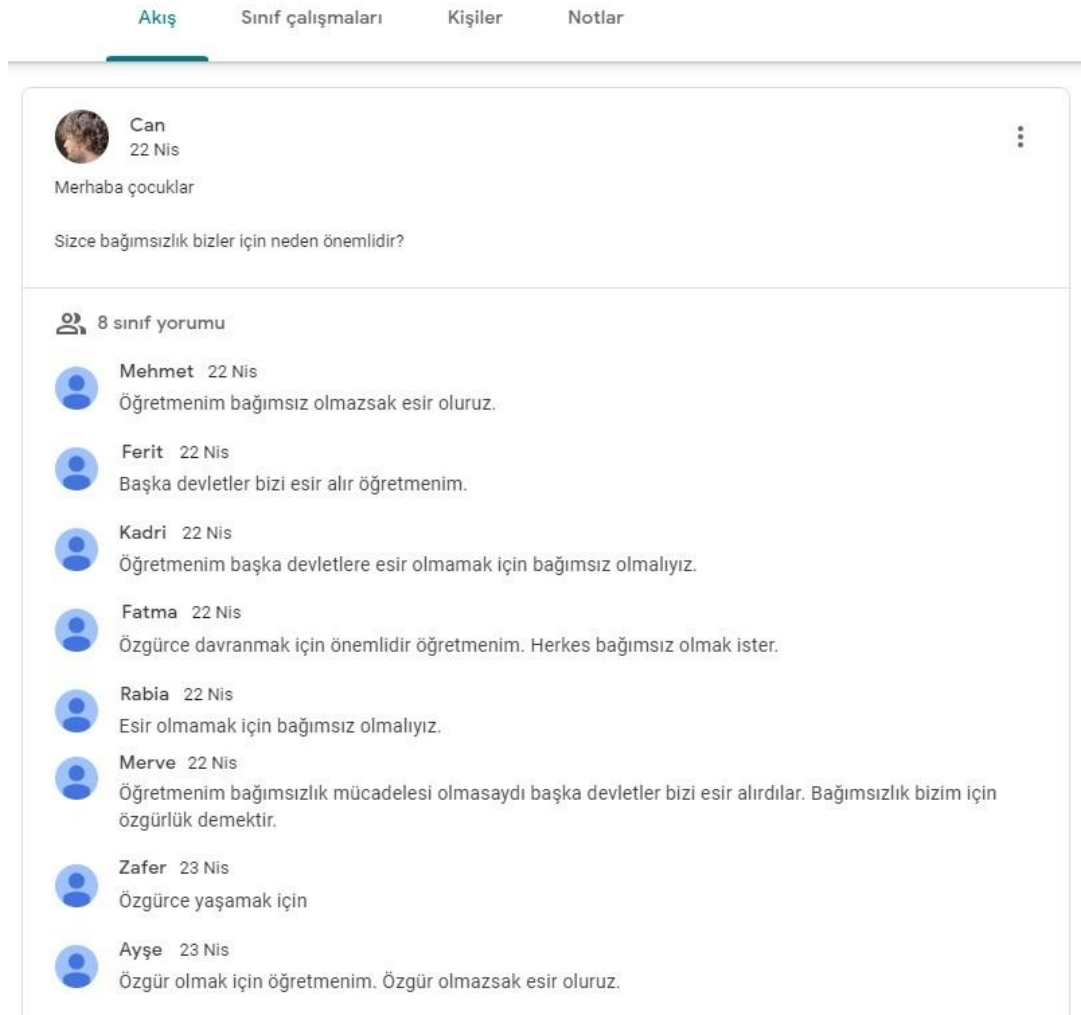 Akış Sınıf çalışmaları Kişiler Notlar
Can
22 Nis
Merhaba çocuklar
Sizce bağımsızlık bizler için neden önemlidir?
8 sınıf yorumu
Mehmet 22 Nis
Öğretmenim bağımsız olmazsak esir oluruz.
Ferit 22 Nis
Başka devletler bizi esir alır öğretmenim.
Kadri 22 Nis
Öğretmenim başka devletlere esir olmamak için bağımsız olmalıyız.
Fatma 22 Nis
Özgürce davranmak için önemlidir öğretmenim. Herkes bağımsız olmak ister.
Rabia 22 Nis
Esir olmamak için bağımsız olmalıyız.
Merve 22 Nis
Öğretmenim bağımsızlık mücadelesi olmasaydı başka devletler bizi esir alırdılar. Bağımsızlık bizim için
özgürlük demektir.
Zafer 23 Nis
Özgürce yaşamak için
Ayşe 23 Nis
Özgür olmak için öğretmenim. Özgür olmazsak esir oluruz.